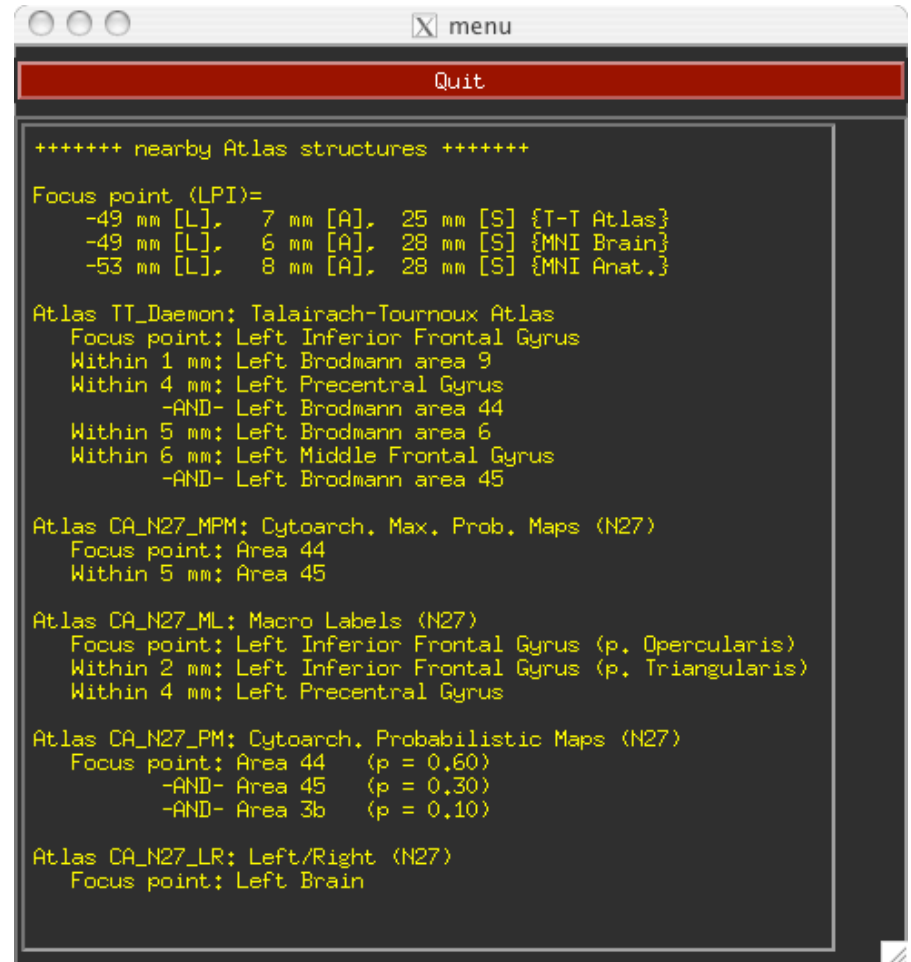 X menu
Quit
+++++++ nearby Atlas structures +++++++
Focus point (LPI)=
-49 mm [L], 7 mm [A], 25 mm [S] {T-T Atlas}
-49 mm [L], 6 mm [A], 28 mm [S] {MNI Brain}
-53 mm [L], 8 mm [A], 28 mm [S] {MNI Anat.}
Atlas TT_Daemon: Talairach-Tournoux Atlas
Focus point: Left Inferior Frontal Gyrus
Within 1 mm: Left Brodmann area 9
Within 4 mm: Left Precentral Gyrus
-AND- Left Brodmann area 44
Within 5 mm: Left Brodmann area 6
Within 6 mm: Left Middle Frontal Gyrus
-AND- Left Brodmann area 45
Atlas CA_N27_MPM: Cytoarch. Max. Prob. Maps (N27)
Focus point: Area 44
Within 5 mm: Area 45
Atlas CA_N27_ML: Macro Labels (N27)
Focus point: Left Inferior Frontal Gyrus (p. Opercularis)
Within 2 mm: Left Inferior Frontal Gyrus (p. Triangularis)
Within 4 mm: Left Precentral Gyrus
Atlas CA_N27_PM: Cytoarch. Probabilistic Maps (N27)
Focus point: Area 44 (p = 0.60)
-AND- Area 45 (p = 0.30)
-AND- Area 3b (p = 0.10)
Atlas CA_N27_LR: Left/Right (N27)
Focus point: Left Brain